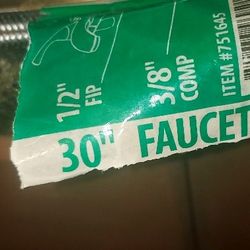 1/2"
FIP
3/8"
COMP
ITEM #751645
30" FAUCET